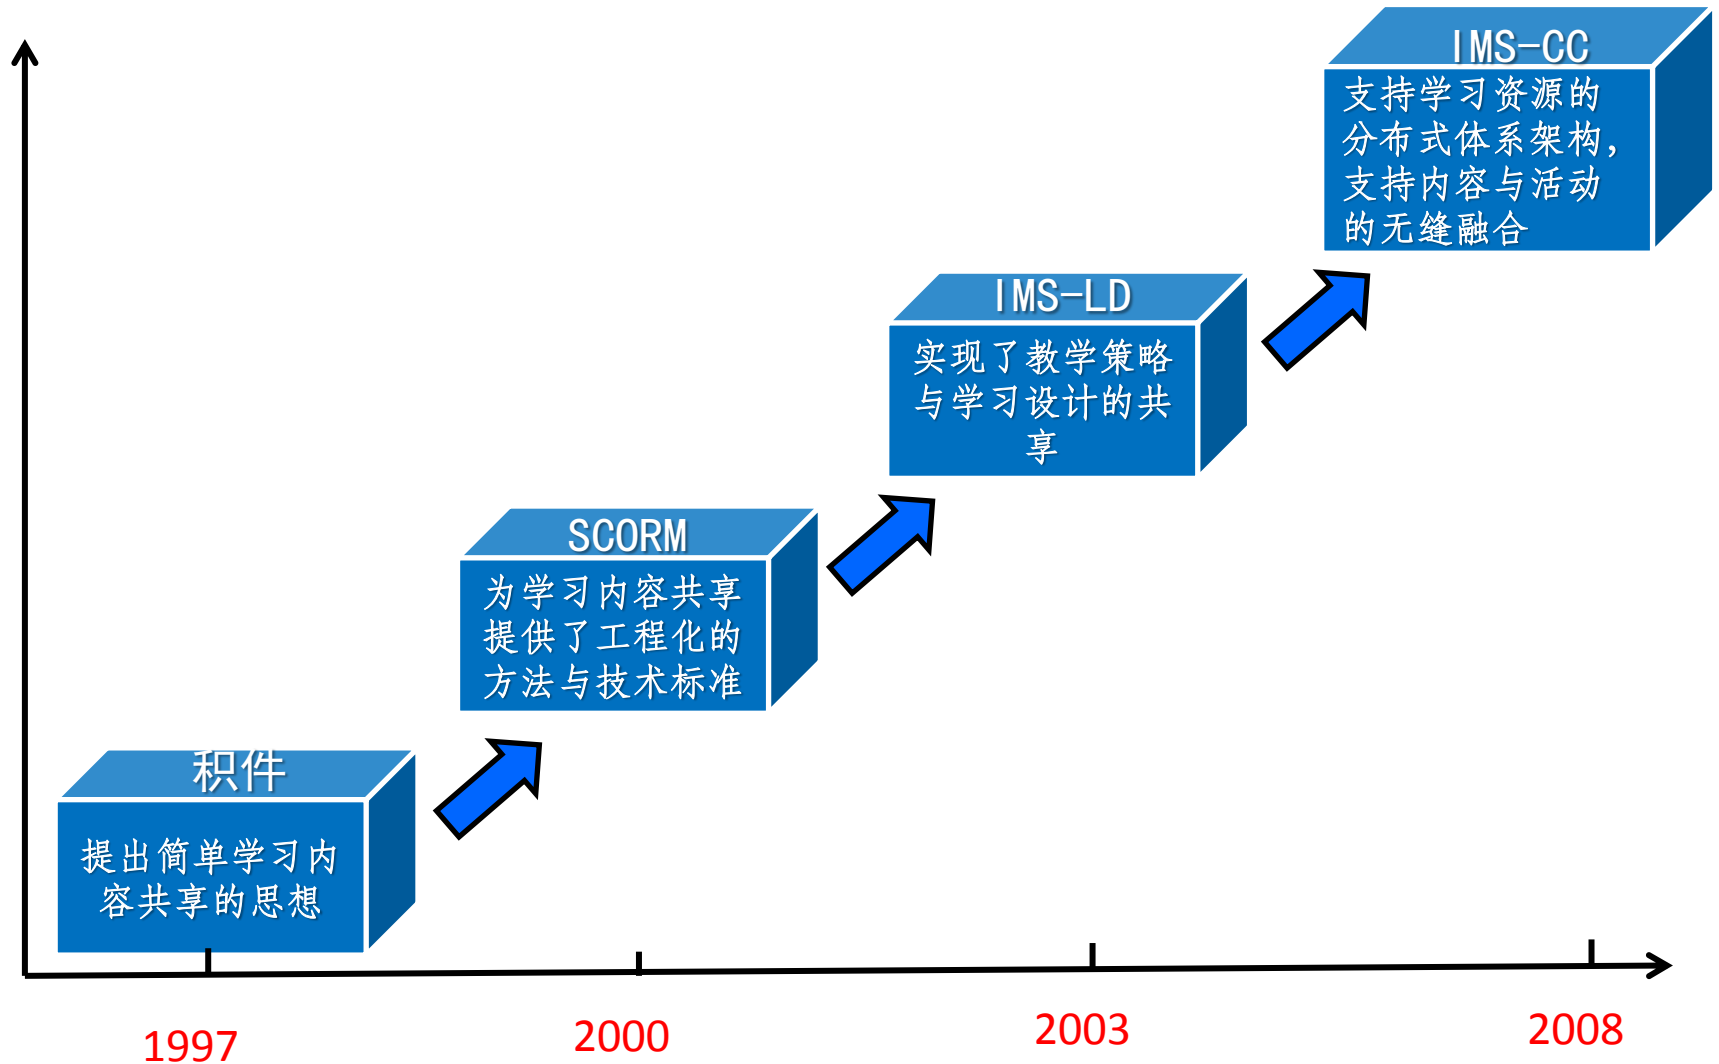 IMS-CC
支持学习资源的
分布式体系架构，
支持内容与活动
的无缝融合
IMS-LD
实现了教学策略
与学习设计的共
享
SCORM
为学习内容共享
提供了工程化的
方法与技术标准
积件
提出简单学习内
容共享的思想
1997
2000
2003
2008